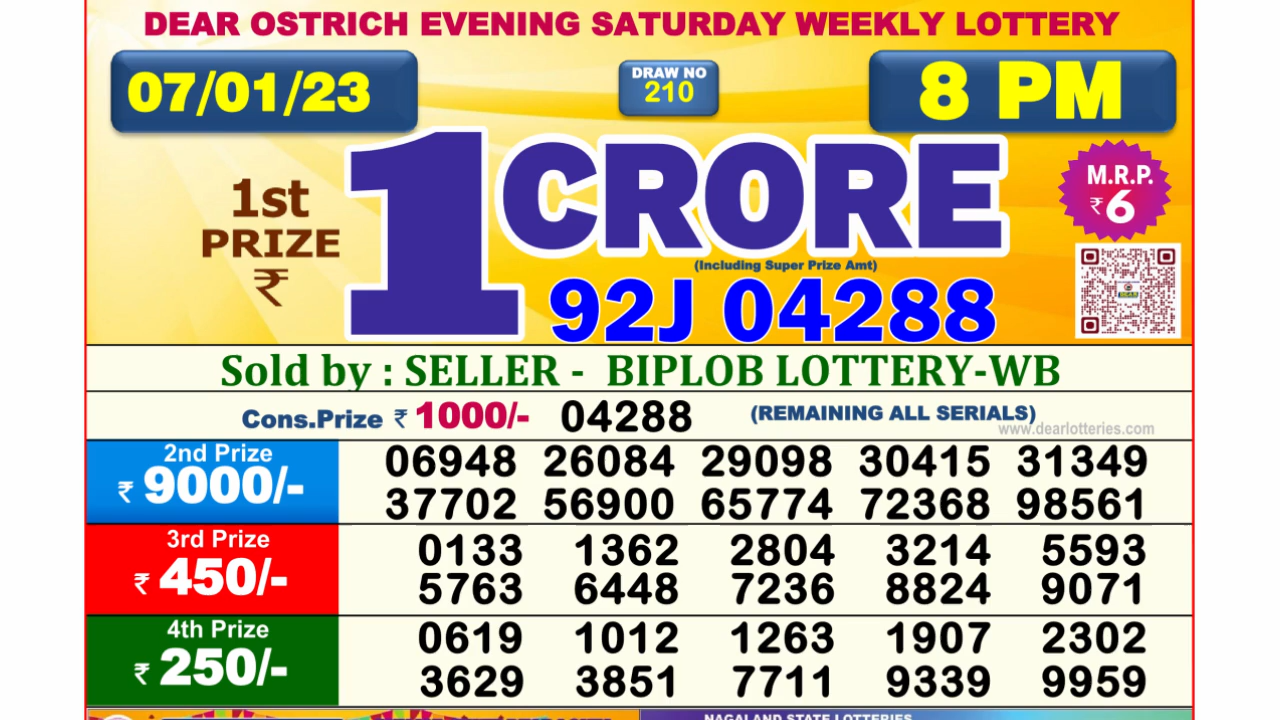 DEAR OSTRICH EVENING SATURDAY WEEKLY LOTTERY
07/01/23
DRAW NO
210
8 PM
1st
PRIZE
₹
1 CRORE
(Including Super Prize Amt)
M.R.P.
₹ 6
92J 04288
Sold by : SELLER - BIPLOB LOTTERY-WB
Cons.Prize ₹ 1000/- 04288 (REMAINING ALL SERIALS)
www.dearlotteries.com
2nd Prize
₹ 9000/-
06948 26084 29098 30415 31349
37702 56900 65774 72368 98561
3rd Prize
₹ 450/-
0133 1362 2804 3214 5593
5763 6448 7236 8824 9071
4th Prize
₹ 250/-
0619 1012 1263 1907 2302
3629 3851 7711 9339 9959
NAGALAND STATE LOTTERIES